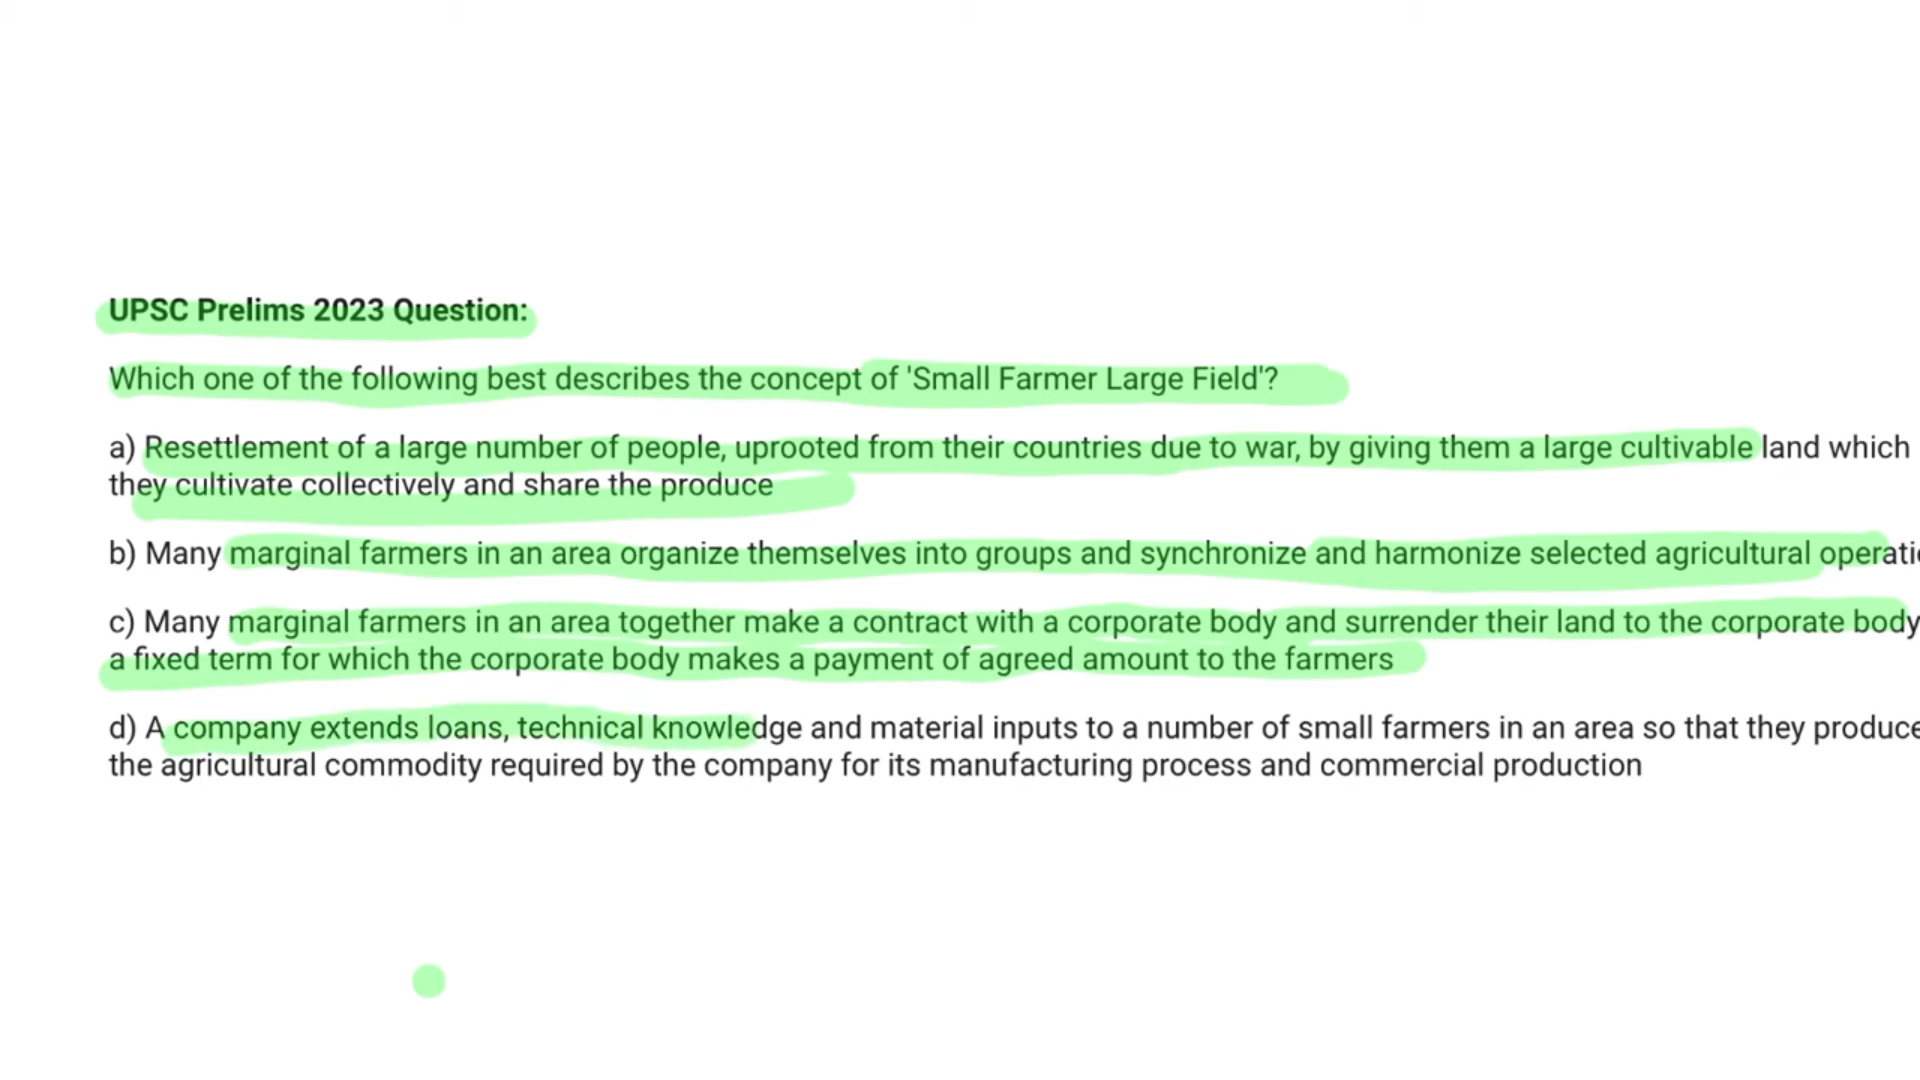 UPSC Prelims 2023 Question:
Which one of the following best describes the concept of 'Small Farmer Large Field'?
a) Resettlement of a large number of people, uprooted from their countries due to war, by giving them a large cultivable land which
they cultivate collectively and share the produce
b) Many marginal farmers in an area organize themselves into groups and synchronize and harmonize selected agricultural
c) Many marginal farmers in an area together make a contract with a corporate body and surrender their land to the corporate body
a fixed term for which the corporate body makes a payment of agreed amount to the farmers
d) A company extends loans, technical knowledge and material inputs to a number of small farmers in an area so that they produce
the agricultural commodity required by the company for its manufacturing process and commercial production